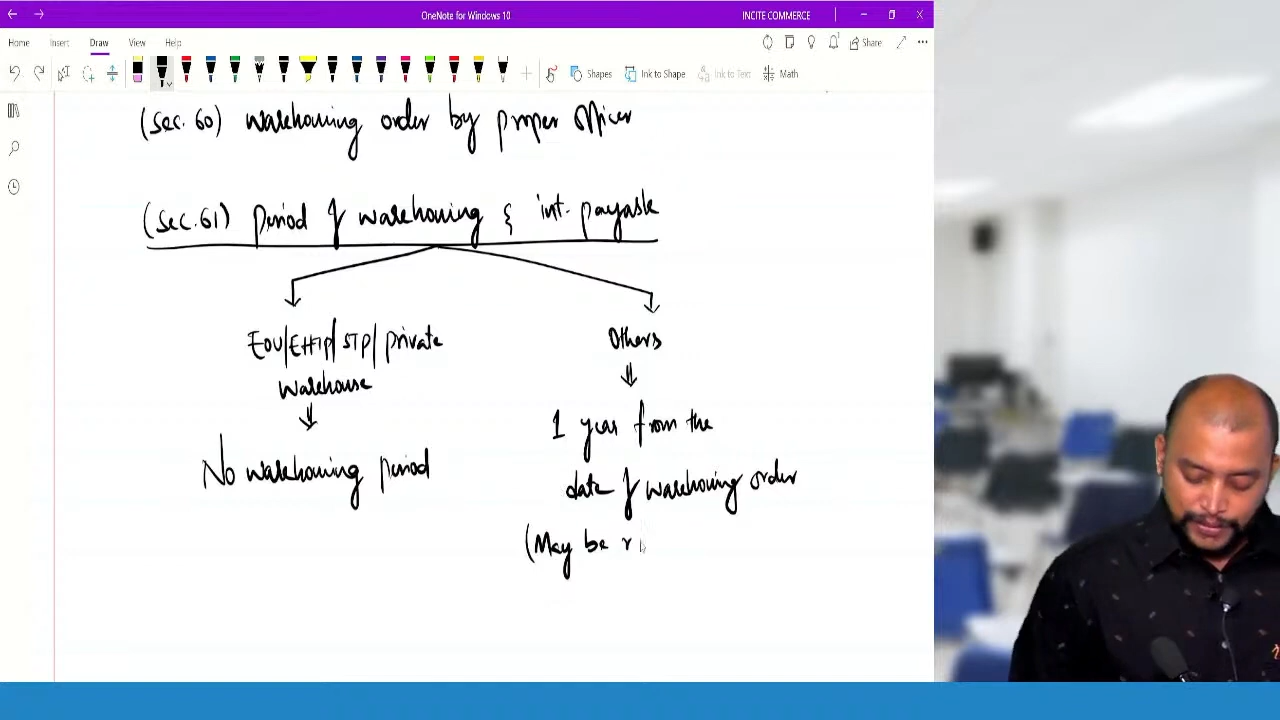 OneNote for Windows 10
INCITE COMMERCE
Home Insert Draw View Help
Share
Shapes Ink to Shape Ink to Text Math
(Sec. 60) warehousing order by proper officer
(Sec. 61) Period of warehousing & int. payable
EOU/EHTP/STP/private
warehouse
No warehousing period
Others
1 year from the
date of warehousing order
(May be r